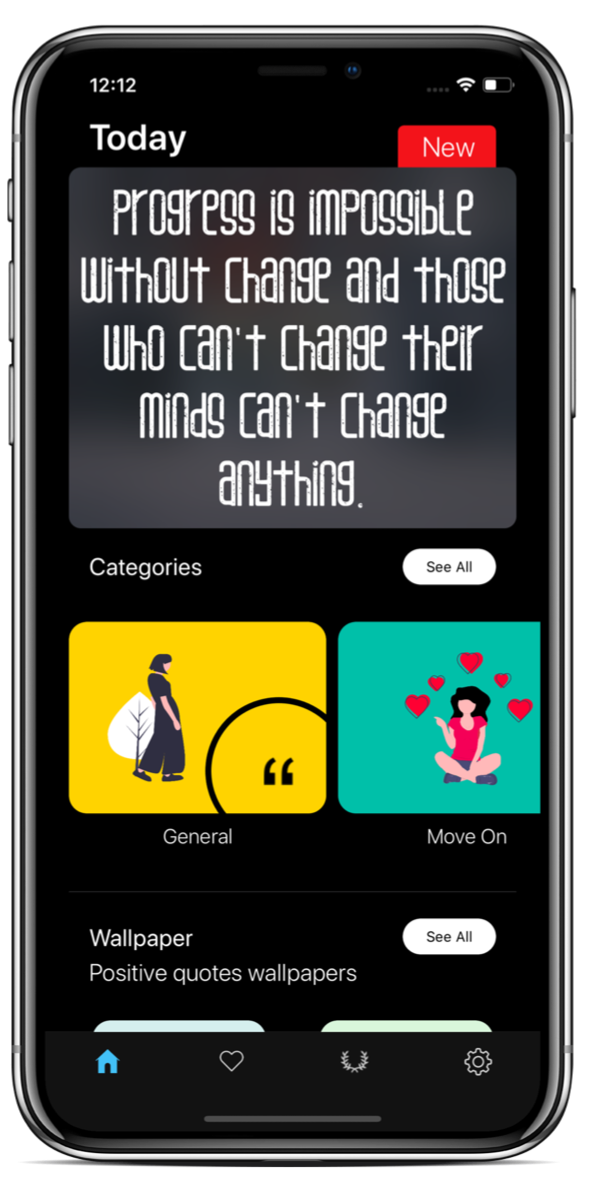 12:12
Today
New
Progress is impossible
without change and those
who can't change their
minds can't change
anything.
Categories
See All
“
General
Move On
Wallpaper
See All
Positive quotes wallpapers